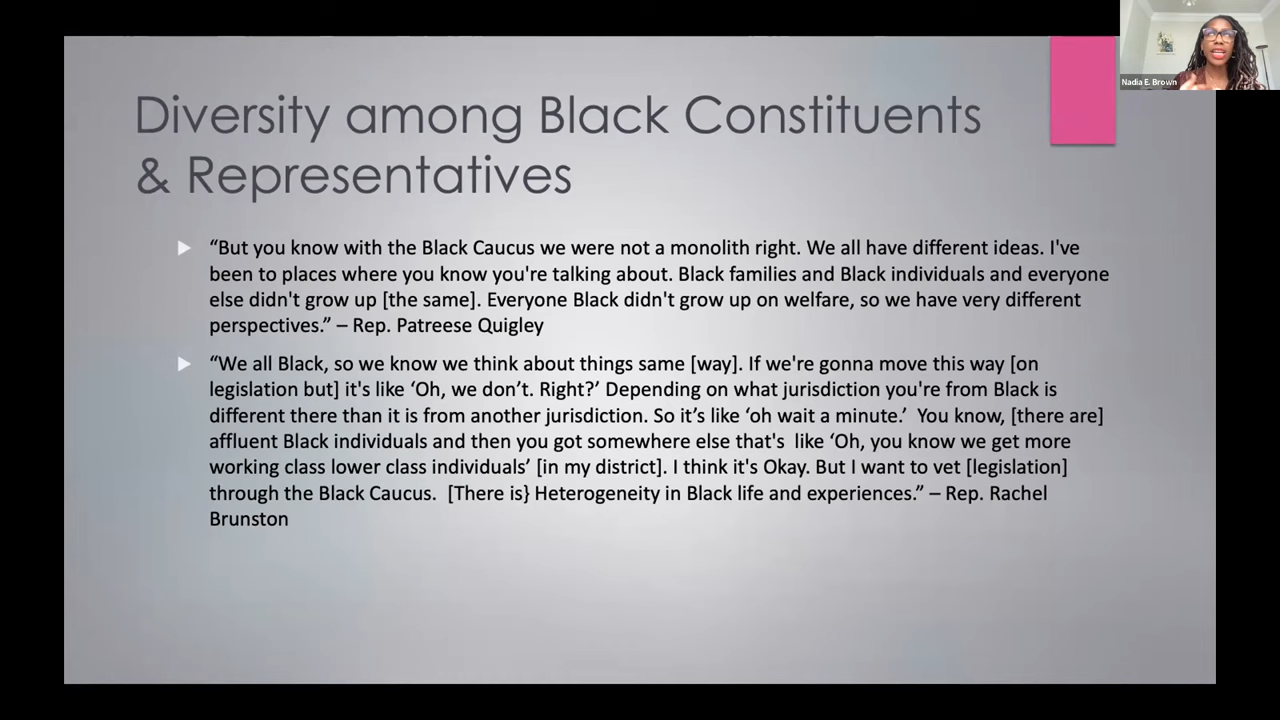 Nadia E. Brown
Diversity among Black Constituents
& Representatives
“But you know with the Black Caucus we were not a monolith right. We all have different ideas. I've
been to places where you know you're talking about. Black families and Black individuals and everyone
else didn't grow up [the same]. Everyone Black didn't grow up on welfare, so we have very different
perspectives.” – Rep. Patreese Quigley
“We all Black, so we know we think about things same [way]. If we're gonna move this way [on
legislation but] it's like ‘Oh, we don’t. Right?’ Depending on what jurisdiction you're from Black is
different there than it is from another jurisdiction. So it’s like ‘oh wait a minute.’  You know, [there are]
affluent Black individuals and then you got somewhere else that's  like ‘Oh, you know we get more
working class lower class individuals’ [in my district]. I think it's Okay. But I want to vet [legislation]
through the Black Caucus.  [There is} Heterogeneity in Black life and experiences.” – Rep. Rachel
Brunston